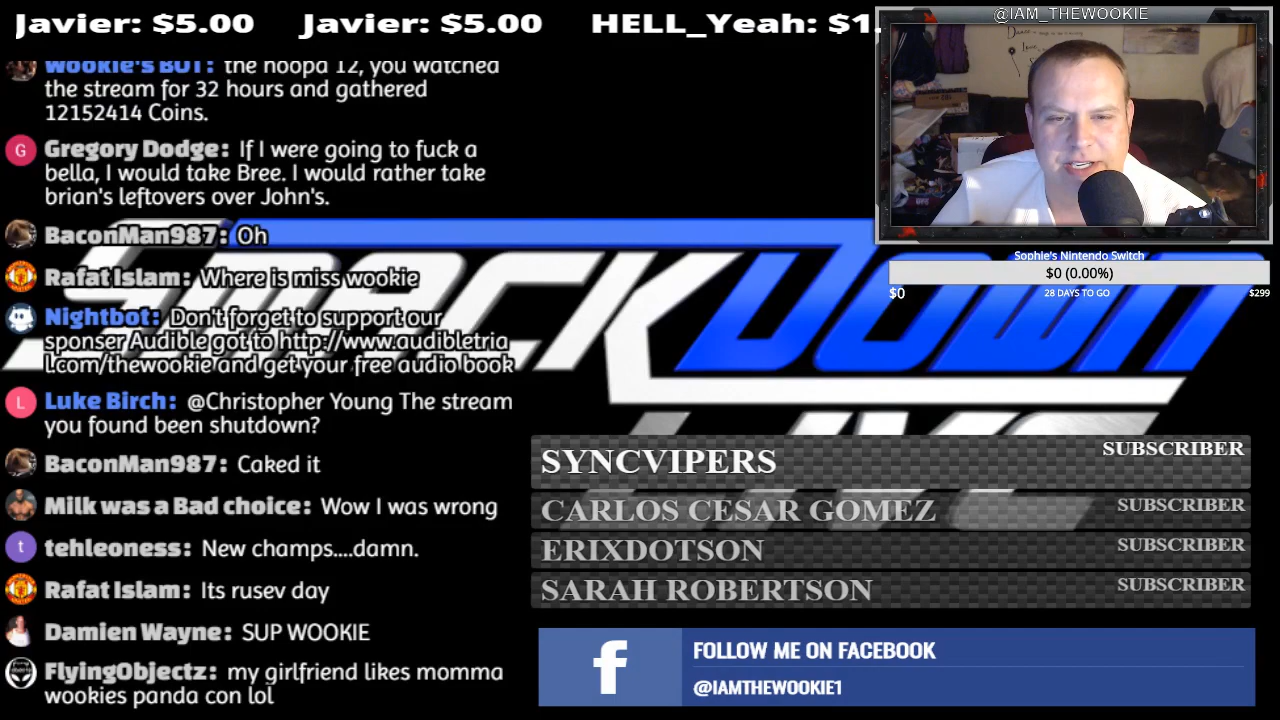 Javier: $5.00 Javier: $5.00 HELL_Yeah: $1.
@IAM_THEWOOKIE
Wookie's BOT: the hoopa 12, you watched
the stream for 32 hours and gathered
12152414 Coins.
G Gregory Dodge: If I were going to fuck a
bella, I would take Bree. I would rather take
brian's leftovers over John's.
BaconMan987: Oh
Rafat Islam: Where is miss wookie
Nightbot: Don't forget to support our
sponser Audible got to http://www.audibletria
l.com/thewookie and get your free audio book
L Luke Birch: @Christopher Young The stream
you found been shutdown?
BaconMan987: Caked it
Milk was a Bad choice: Wow I was wrong
t tehleoness: New champs....damn.
Rafat Islam: Its rusev day
Damien Wayne: SUP WOOKIE
FlyingObjectz: my girlfriend likes momma
wookies panda con lol
Sophie's Nintendo Switch
$0 (0.00%)
$0 28 DAYS TO GO $299
SMACKDOWN
LIVE
SYNCVIPERS SUBSCRIBER
CARLOS CESAR GOMEZ SUBSCRIBER
ERIXDOTSON SUBSCRIBER
SARAH ROBERTSON SUBSCRIBER
f FOLLOW ME ON FACEBOOK
@IAMTHEWOOKIE1